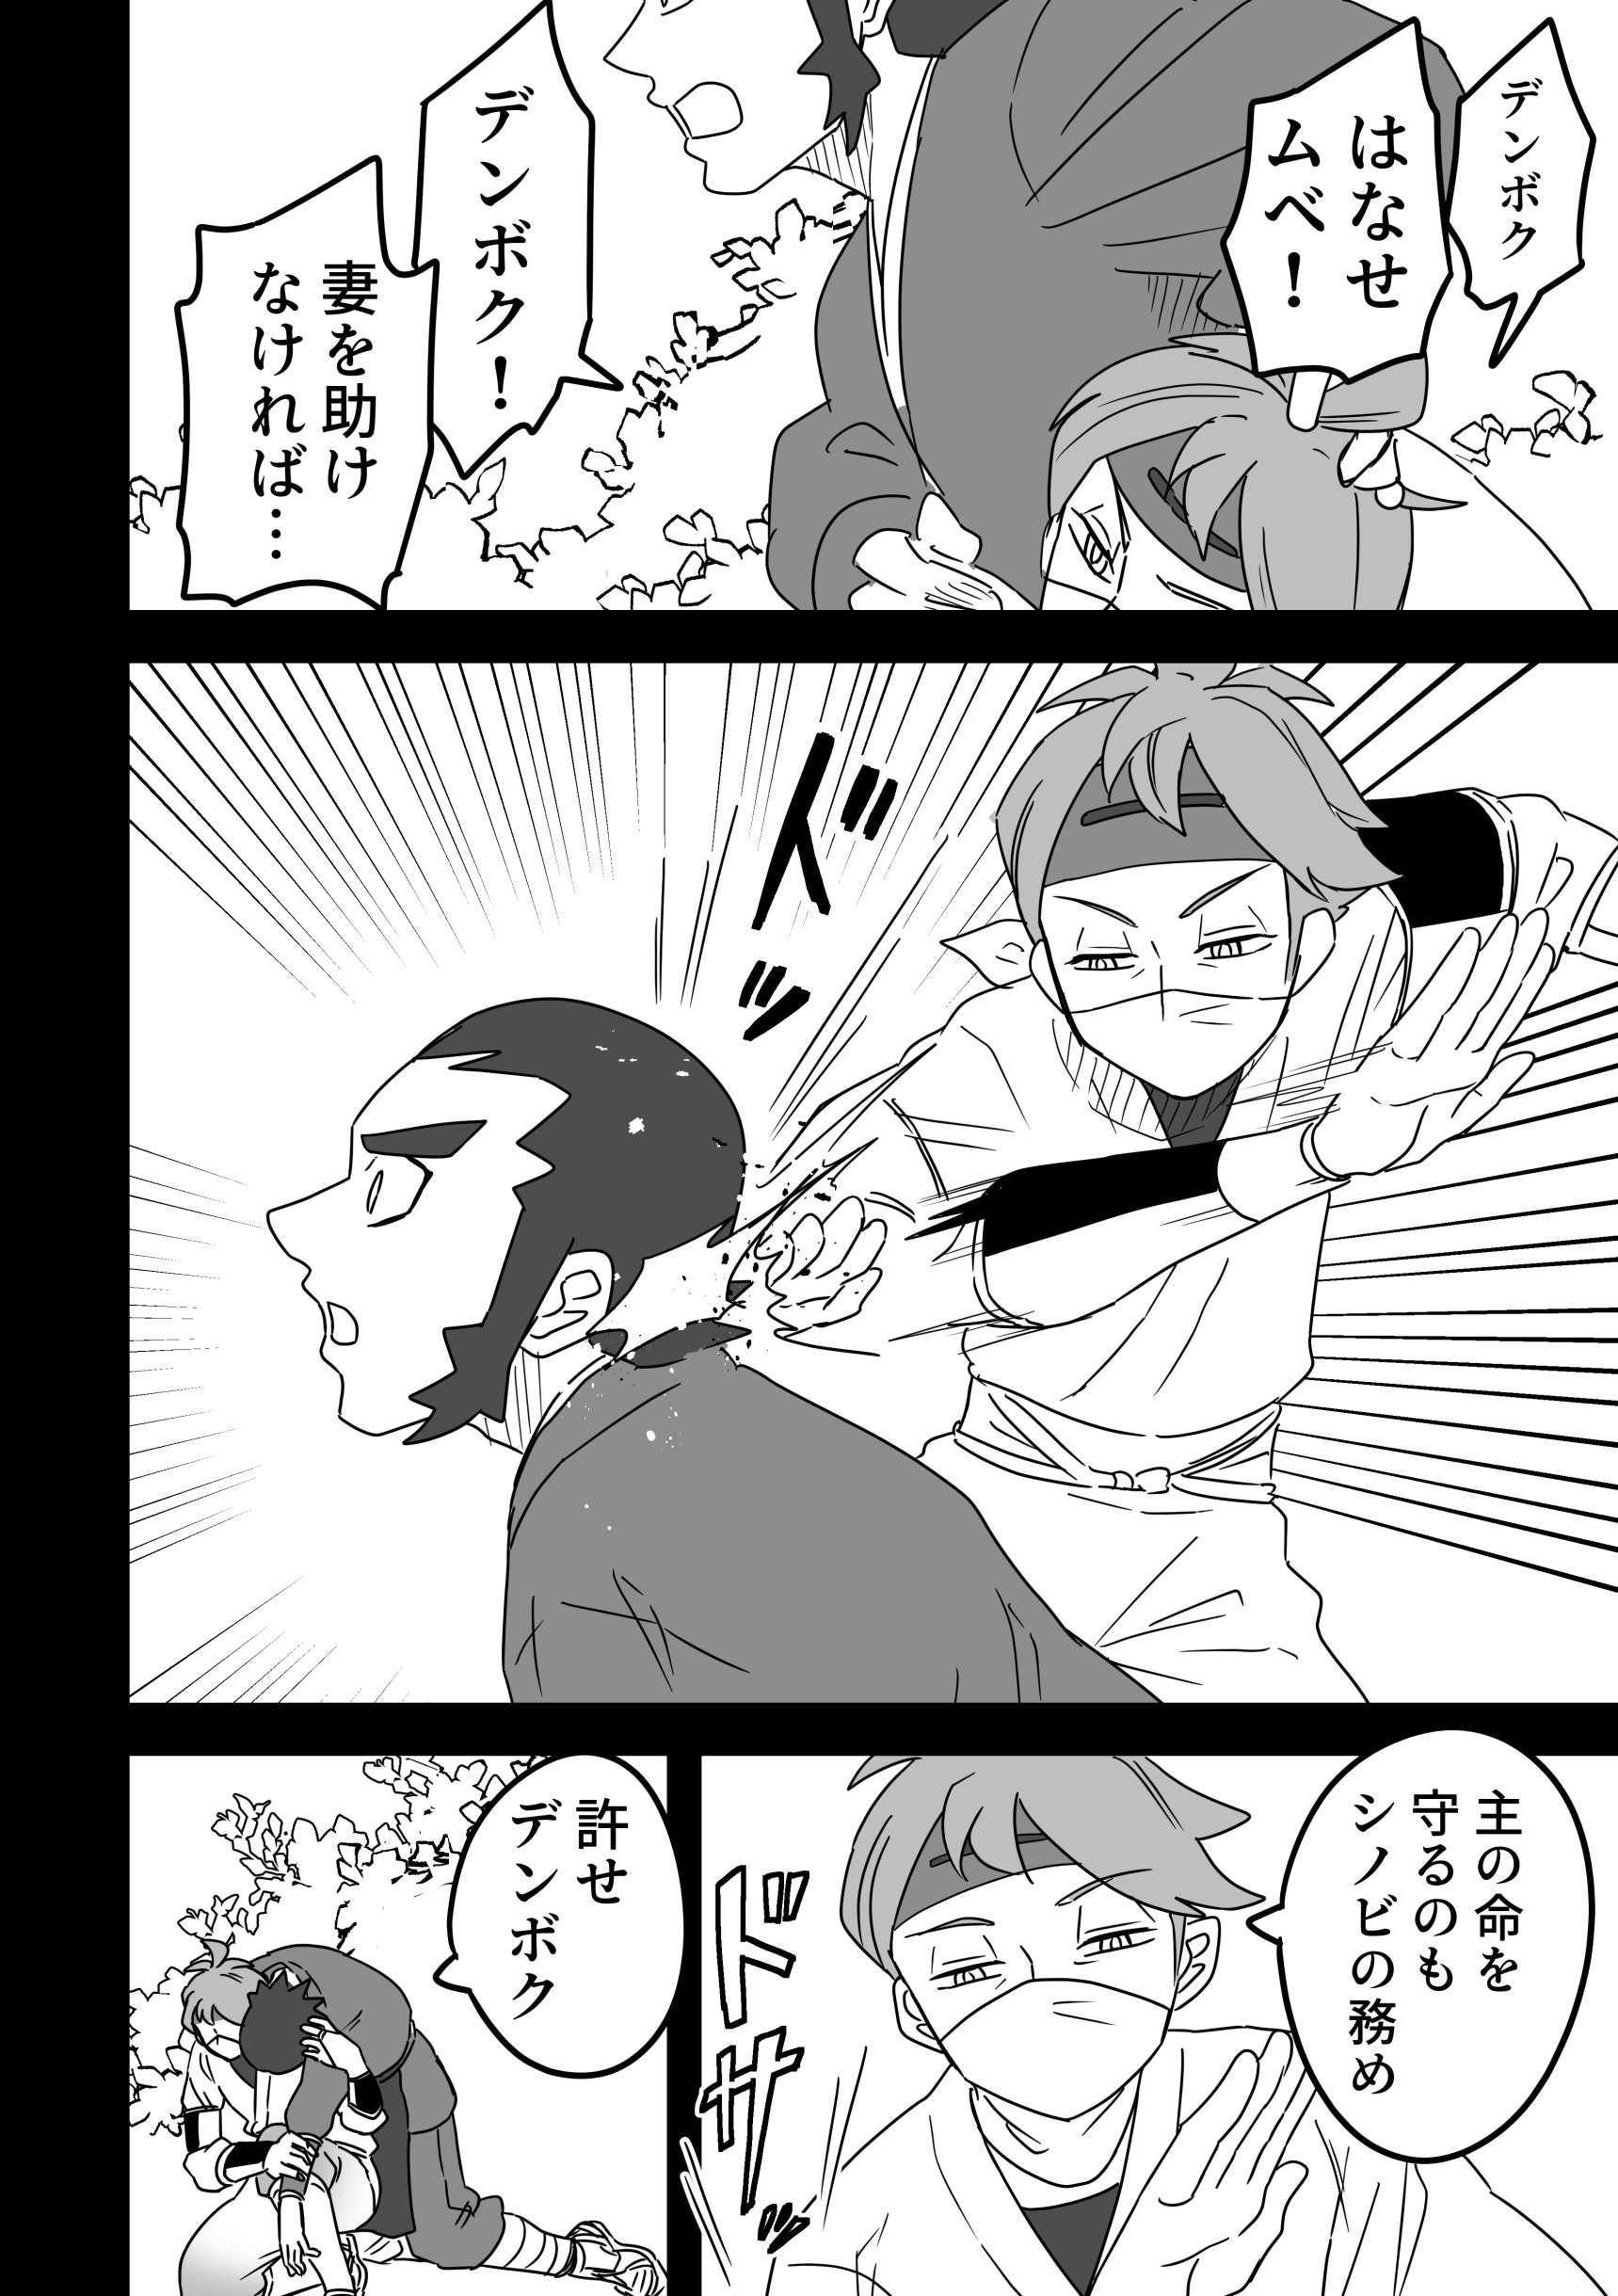 デンボク
はなせ
ムベ！
デンボク！
妻を助け
なければ…
ドッ
主の命を
守るのも
シノビの務め
ドサッ
許せ
デンボク